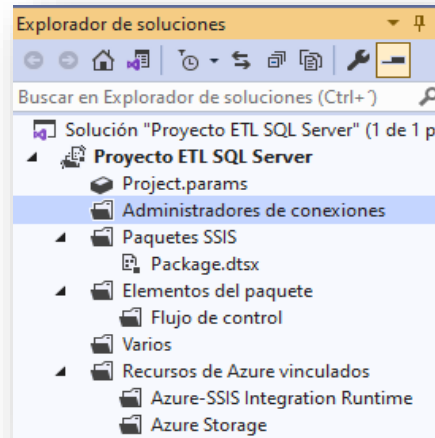 Explorador de soluciones
Buscar en Explorador de soluciones (Ctrl+´)
Solución "Proyecto ETL SQL Server" (1 de 1 p
Proyecto ETL SQL Server
Project.params
Administradores de conexiones
Paquetes SSIS
Package.dtsx
Elementos del paquete
Flujo de control
Varios
Recursos de Azure vinculados
Azure-SSIS Integration Runtime
Azure Storage